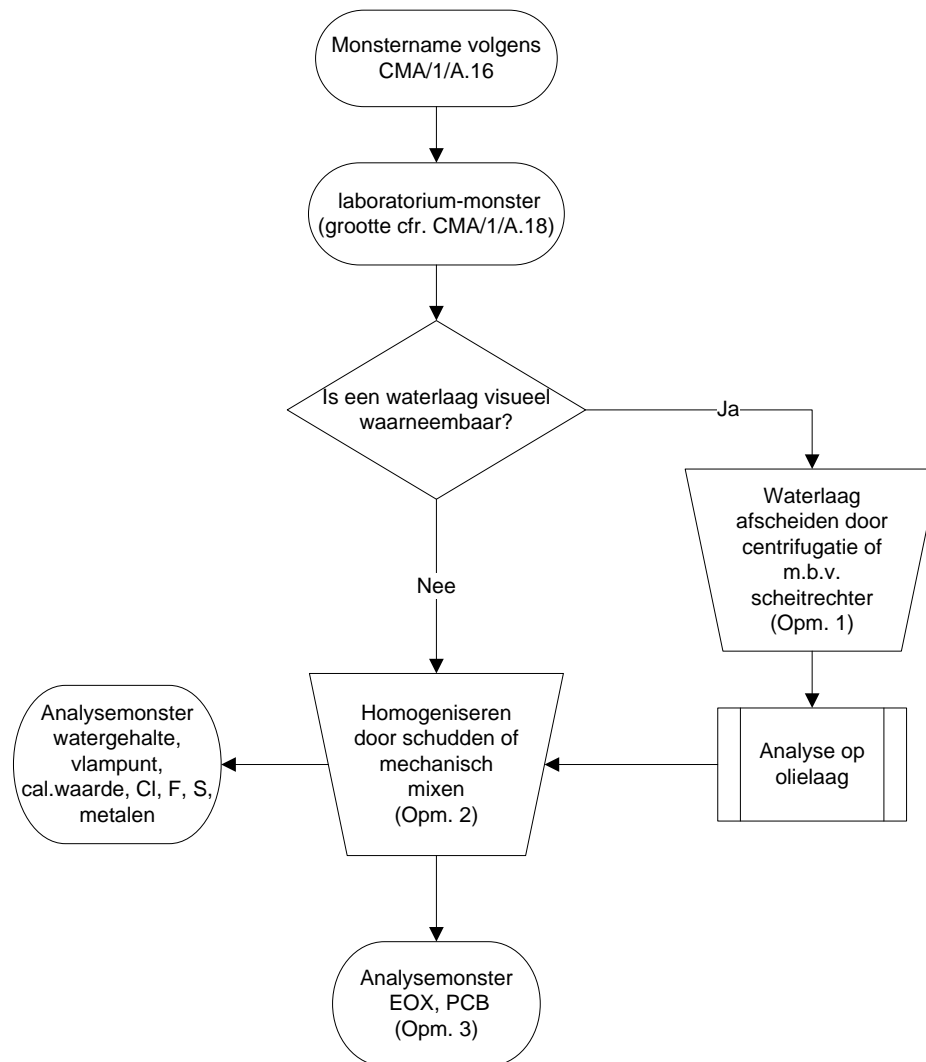 Monstername volgens
CMA/1/A.16
laboratorium-monster
(grootte cfr. CMA/1/A.18)
Is een waterlaag visueel
waarneembaar?
Ja
Waterlaag
afscheiden door
centrifugatie of
m.b.v.
scheitrechter
(Opm. 1)
Nee
Analysemonster
watergehalte,
vlampunt,
cal.waarde, Cl, F, S,
metalen
Homogeniseren
door schudden of
mechanisch
mixen
(Opm. 2)
Analyse op
olielaag
Analysemonster
EOX, PCB
(Opm. 3)